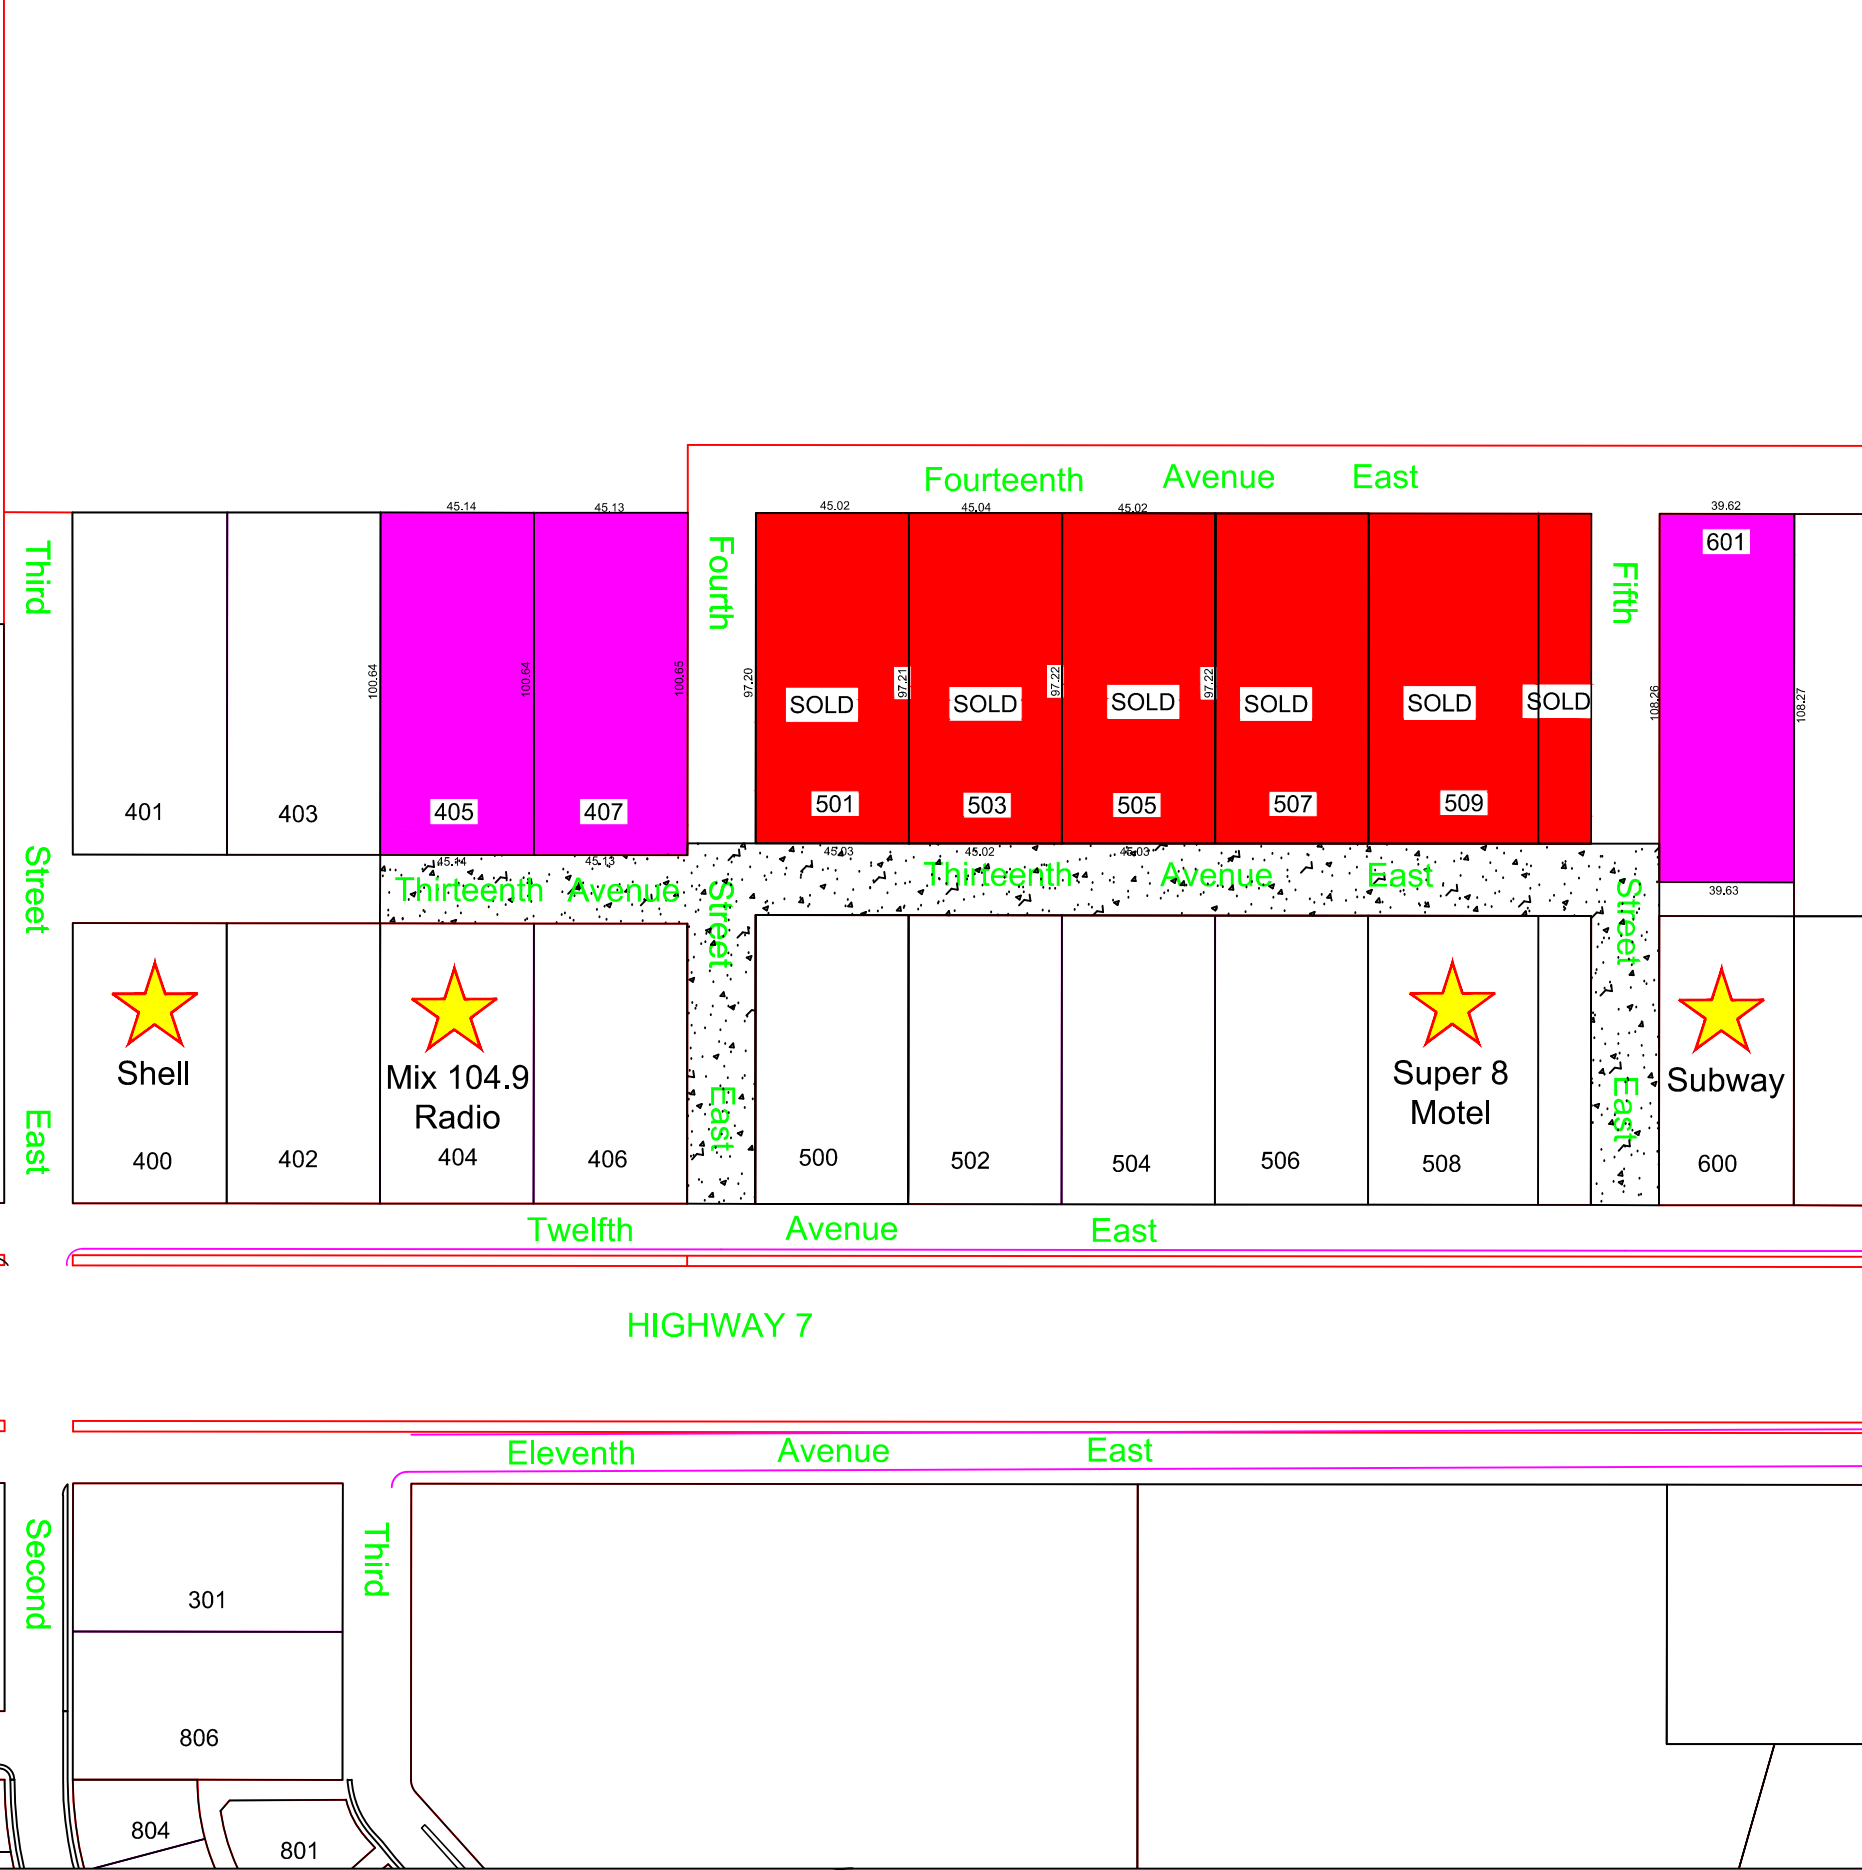 Fourteenth Avenue East
45.14
45.13
45.02
45.04
45.02
39.62
601
Third
Fourth
Fifth
100.64
100.64
100.65
97.20
97.21
97.22
97.22
108.26
108.27
SOLD
SOLD
SOLD
SOLD
SOLD
SOLD
401
403
405
407
501
503
505
507
509
45.14
45.13
45.03
45.02
45.03
39.63
Thirteenth Avenue
Thirteenth Avenue East
Street
Street
Street
Shell
Mix 104.9
Radio
Super 8
Motel
Subway
East
East
East
400
402
404
406
500
502
504
506
508
600
Twelfth Avenue East
HIGHWAY 7
Eleventh Avenue East
Second
Third
301
806
804
801